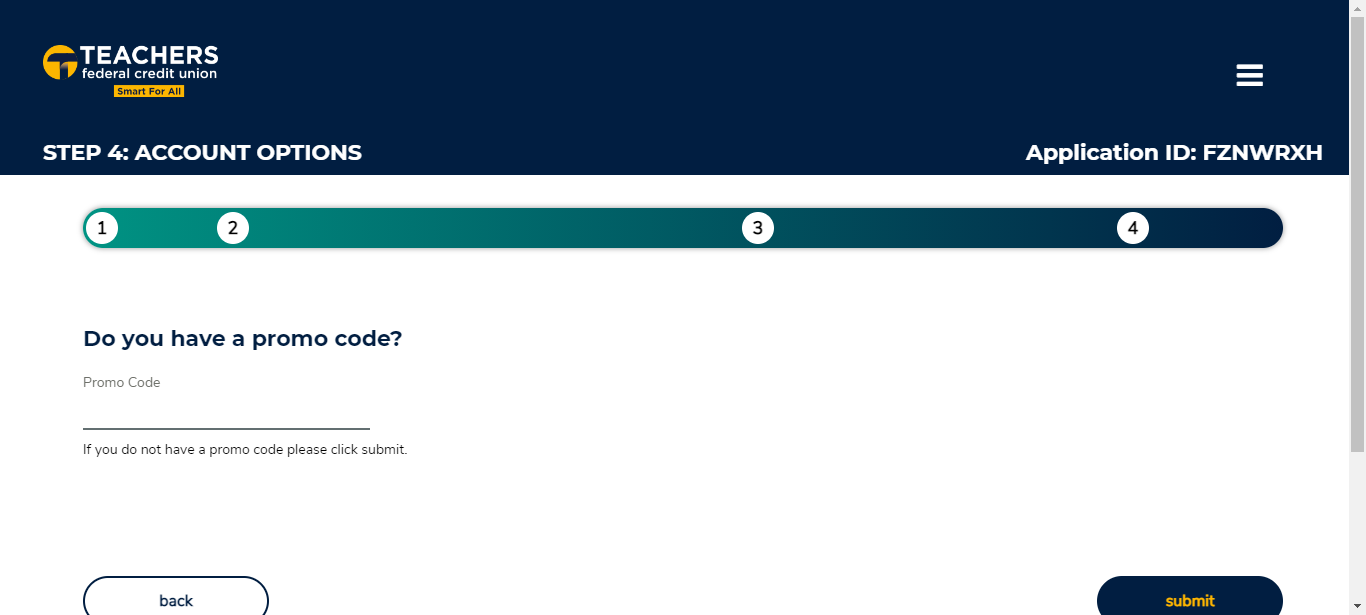 TEACHERS
federal credit union
Smart For All
STEP 4: ACCOUNT OPTIONS
Application ID: FZNWRXH
1
2
3
4
Do you have a promo code?
Promo Code
If you do not have a promo code please click submit.
back
submit